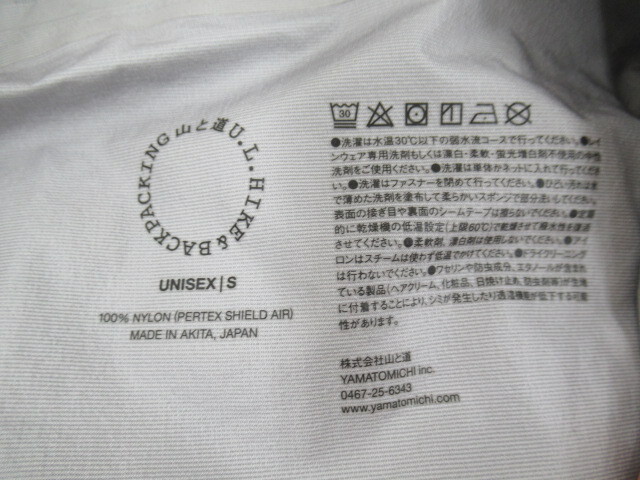 山と道 U.L.HIKE & BACKPACKING
UNISEX | S
100% NYLON (PERTEX SHIELD AIR)
MADE IN AKITA, JAPAN
30
●洗濯は水温30℃以下の弱水流コースで行ってください。●レイ
ンウェア専用洗剤もしくは漂白・柔軟・蛍光増白剤不使用の中性
洗剤をご使用ください。●洗濯は単体かネットに入れて行ってくださ
い。●洗濯はファスナーを閉めて行ってください。●ひどい汚れは水
で薄めた洗剤を塗布して柔らかいスポンジで部分洗いしてください。
表面の接ぎ目や裏面のシームテープは擦らないでください。●定期
的に乾燥機の低温設定(上限60℃)で乾燥させて撥水性を復活
させてください。●柔軟剤、漂白剤は使用しないでください。●アイ
ロンはスチームは使わず低温でかけてください。●ドライクリーニング
は行わないでください。●ワセリンや防虫成分、エタノールが含まれ
ている製品(ヘアクリーム、化粧品、日焼け止め、防虫剤等)が生地
に付着することにより、シミが発生したり透湿機能が低下する可能
性があります。
株式会社山と道
YAMATOMICHI inc.
0467-25-6343
www.yamatomichi.com